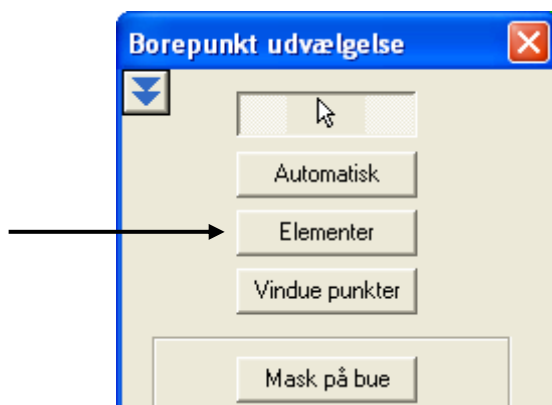 Borepunkt udvælgelse
Automatisk
Elementer
Vindue punkter
Mask på bue